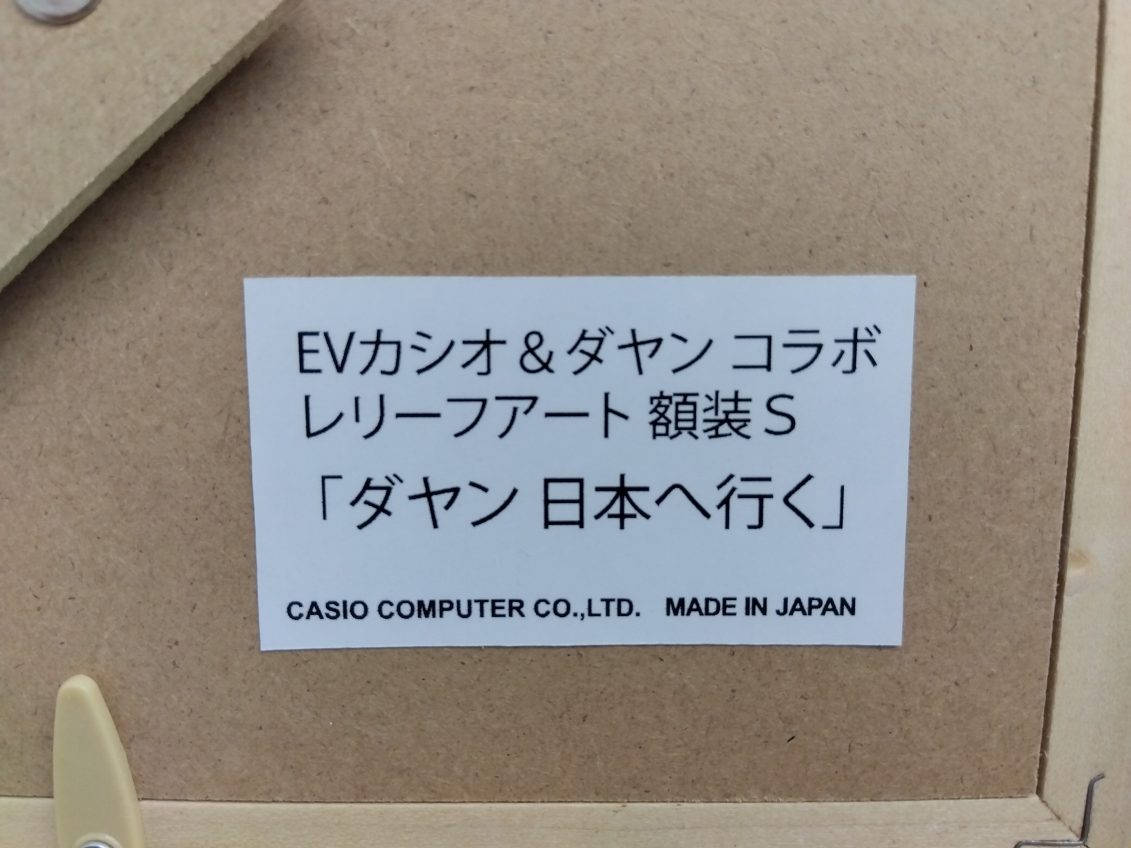 EVカシオ＆ダヤン コラボ
レリーフアート 額装S
「ダヤン 日本へ行く」
CASIO COMPUTER CO.,LTD. MADE IN JAPAN